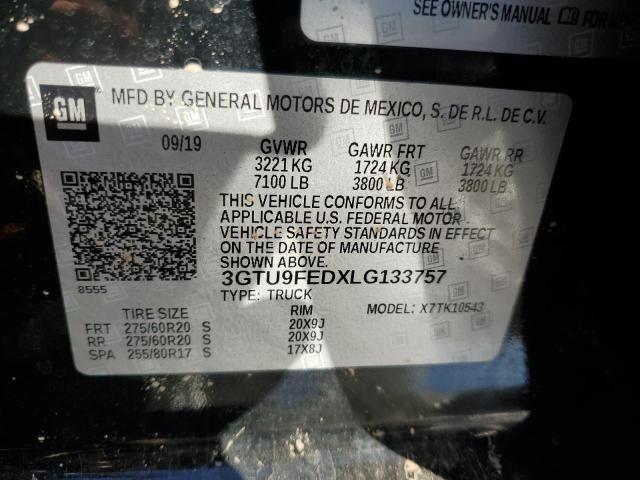 SEE OWNER'S MANUAL
GM
MFD BY GENERAL MOTORS DE MEXICO, S. DE R.L. DE C.V.
09/19 GVWR GAWR FRT GAWR RR
3221 KG 1724 KG 1724 KG
7100 LB 3800 LB 3800 LB
THIS VEHICLE CONFORMS TO ALL
APPLICABLE U.S. FEDERAL MOTOR
VEHICLE SAFETY STANDARDS IN EFFECT
ON THE DATE OF MANUFACTURE
SHOWN ABOVE.
8555
3GTU9FEDXLG133757
TYPE: TRUCK MODEL: X7TK10543
TIRE SIZE RIM
FRT 275/60R20 S 20X9J
RR 275/60R20 S 20X9J
SPA 255/80R17 S 17X8J